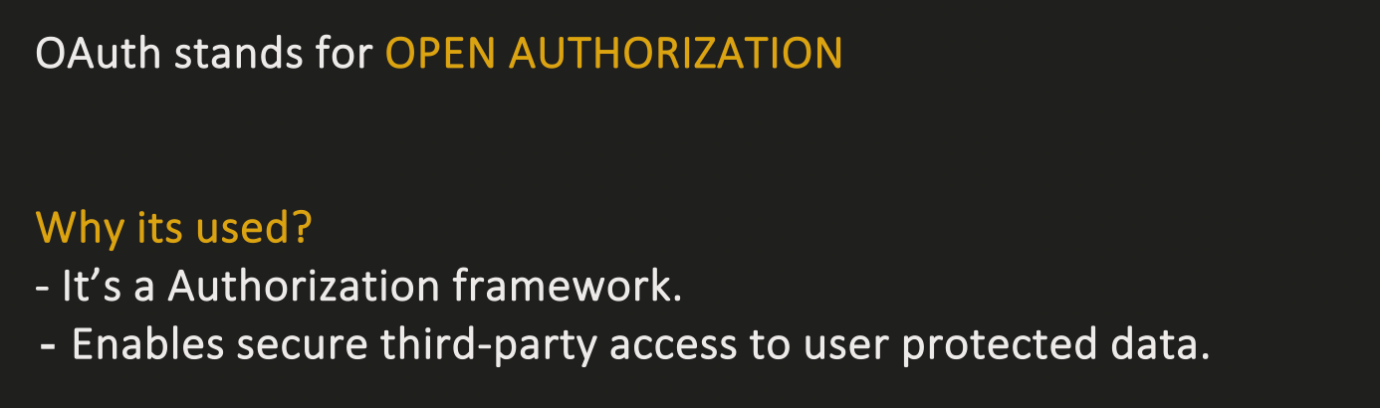 OAuth stands for OPEN AUTHORIZATION
Why its used?
- It’s a Authorization framework.
- Enables secure third-party access to user protected data.